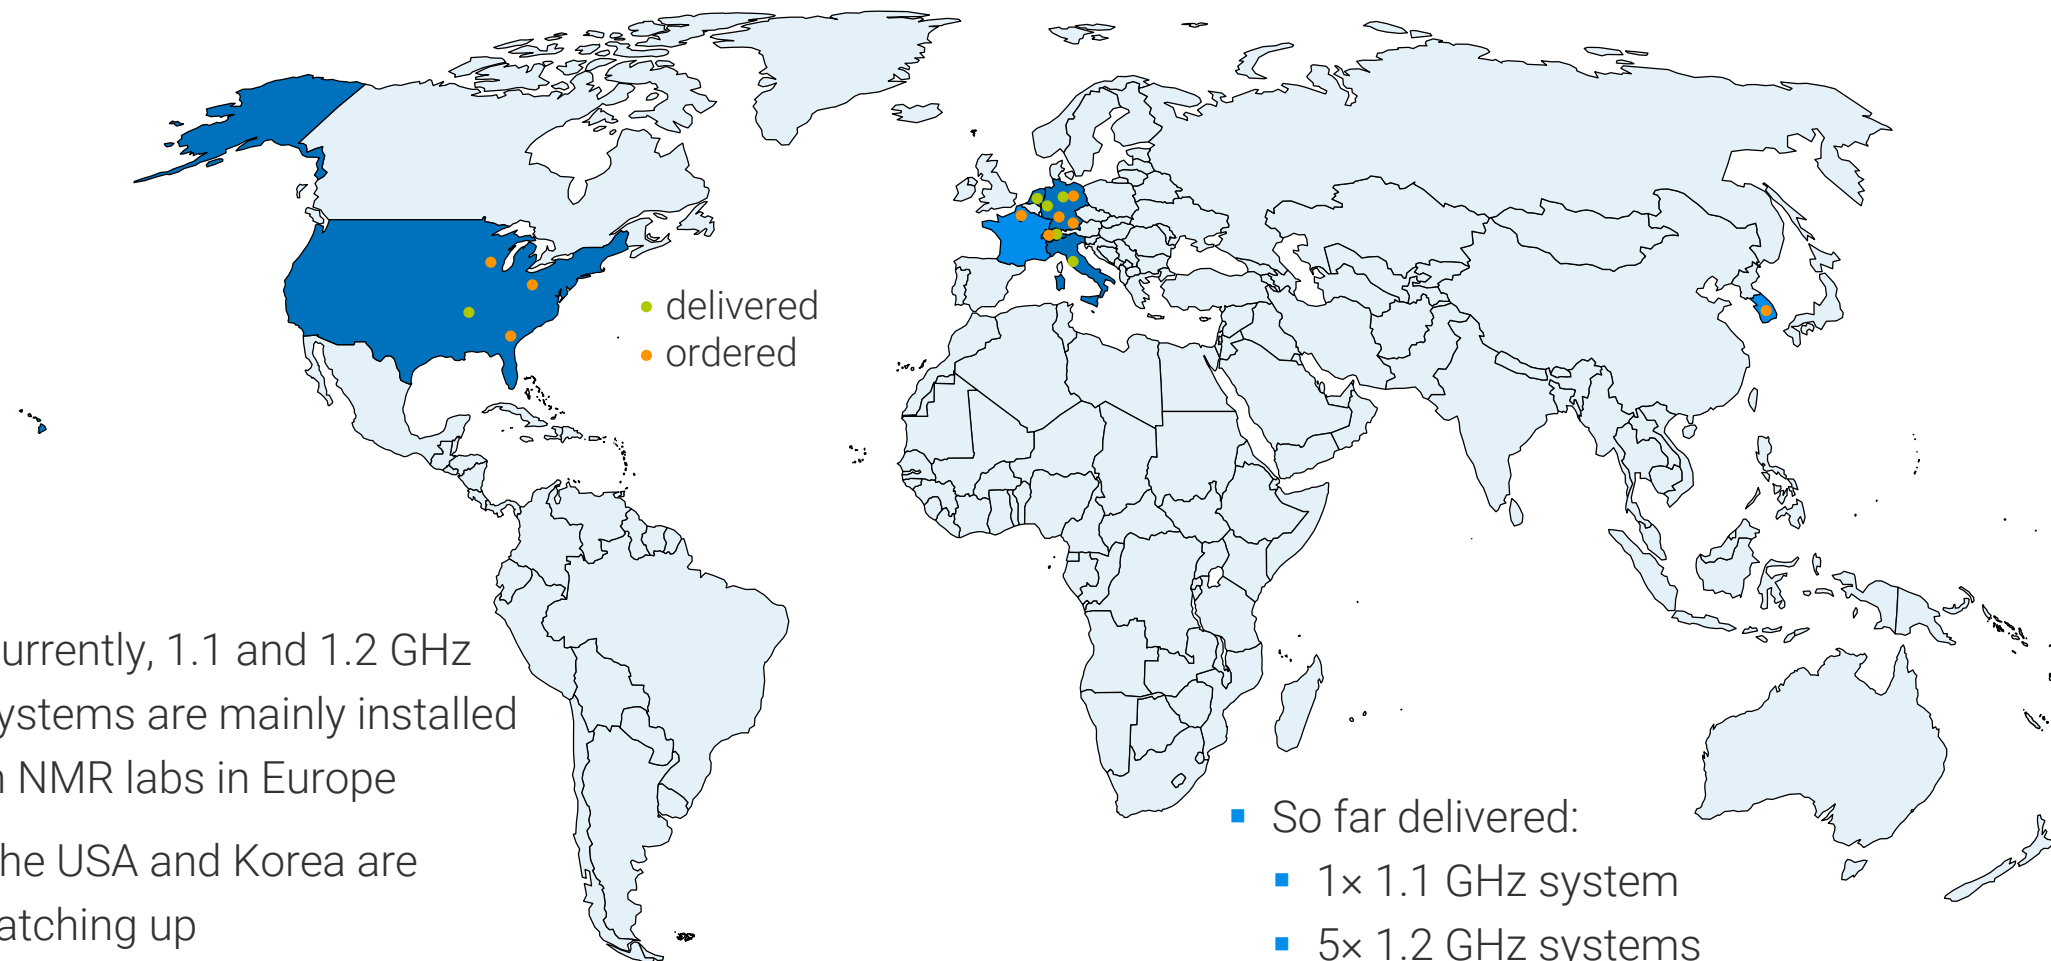 delivered
ordered
urrently, 1.1 and 1.2 GHz
ystems are mainly installed
n NMR labs in Europe
he USA and Korea are
atching up
So far delivered:
1× 1.1 GHz system
5× 1.2 GHz systems